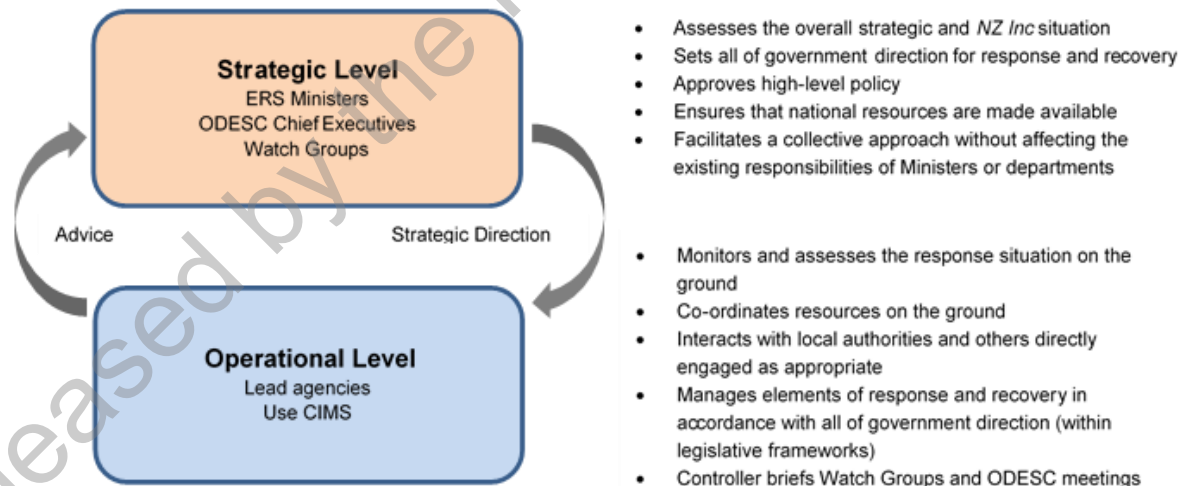 Strategic Level
ERS Ministers
ODESC Chief Executives
Watch Groups
Advice
Strategic Direction
Operational Level
Lead agencies
Use CIMS
• Assesses the overall strategic and NZ Inc situation
• Sets all of government direction for response and recovery
• Approves high-level policy
• Ensures that national resources are made available
• Facilitates a collective approach without affecting the
existing responsibilities of Ministers or departments
• Monitors and assesses the response situation on the
ground
• Co-ordinates resources on the ground
• Interacts with local authorities and others directly
engaged as appropriate
• Manages elements of response and recovery in
accordance with all of government direction (within
legislative frameworks)
• Controller briefs Watch Groups and ODESC meetings
eased by the